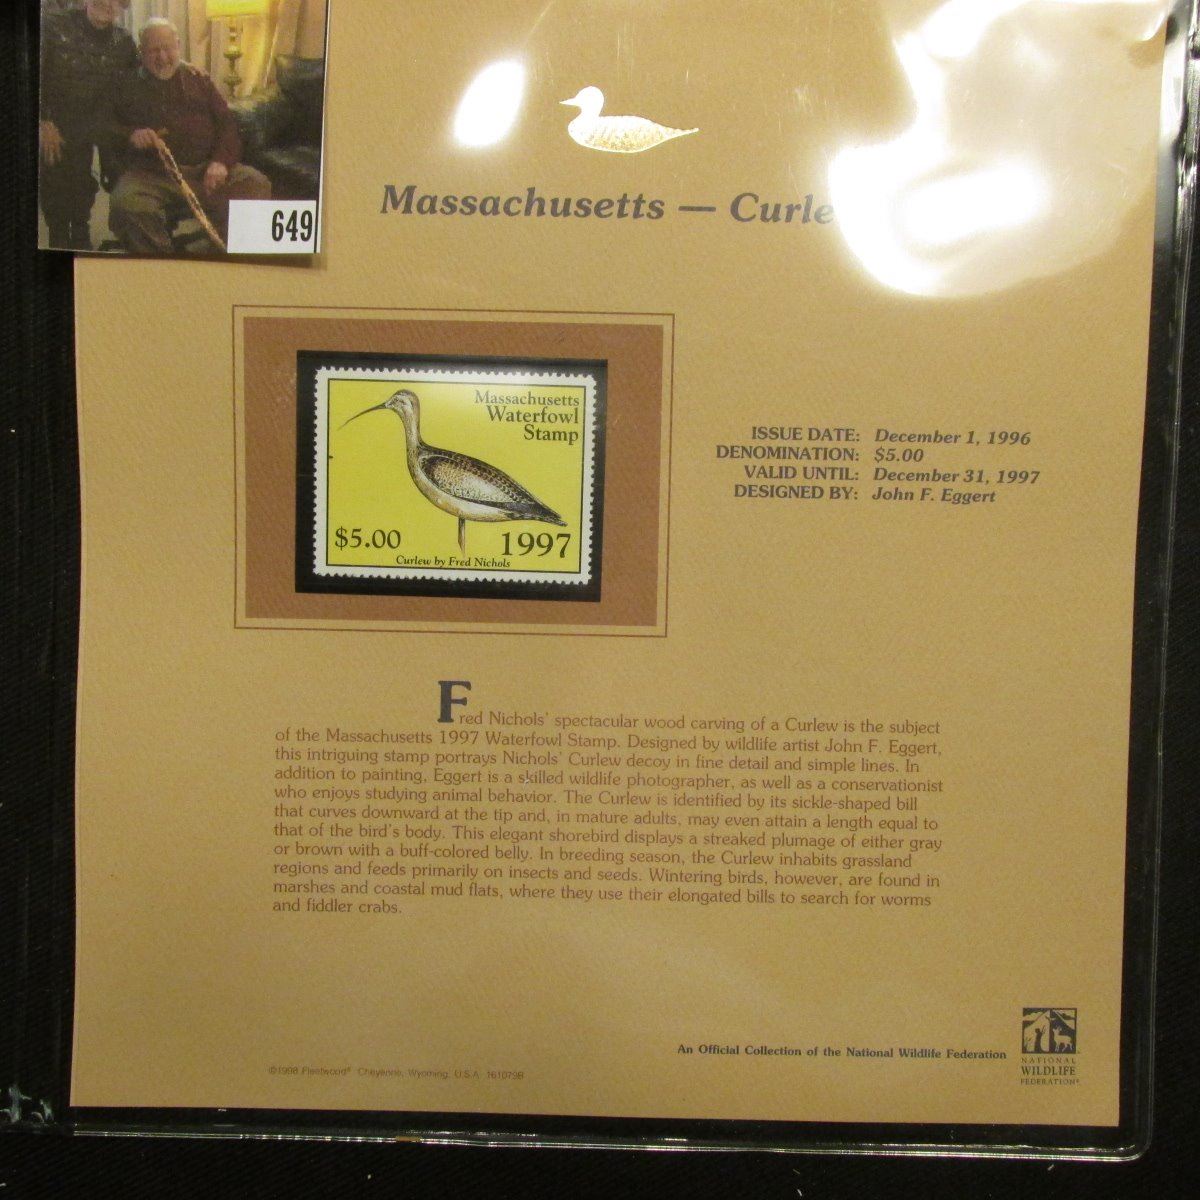 649
Massachusetts — Curle
Massachusetts
Waterfowl
Stamp
$5.00
1997
Curlew by Fred Nichols
ISSUE DATE: December 1, 1996
DENOMINATION: $5.00
VALID UNTIL: December 31, 1997
DESIGNED BY: John F. Eggert
Fred Nichols' spectacular wood carving of a Curlew is the subject
of the Massachusetts 1997 Waterfowl Stamp. Designed by wildlife artist John F. Eggert,
this intriguing stamp portrays Nichols' Curlew decoy in fine detail and simple lines. In
addition to painting, Eggert is a skilled wildlife photographer, as well as a conservationist
who enjoys studying animal behavior. The Curlew is identified by its sickle-shaped bill
that curves downward at the tip and, in mature adults, may even attain a length equal to
that of the bird's body. This elegant shorebird displays a streaked plumage of either gray
or brown with a buff-colored belly. In breeding season, the Curlew inhabits grassland
regions and feeds primarily on insects and seeds. Wintering birds, however, are found in
marshes and coastal mud flats, where they use their elongated bills to search for worms
and fiddler crabs.
An Official Collection of the National Wildlife Federation
NATIONAL
WILDLIFE
FEDERATION®
©1998 Fleetwood® Cheyenne, Wyoming, U.S.A. 161079B